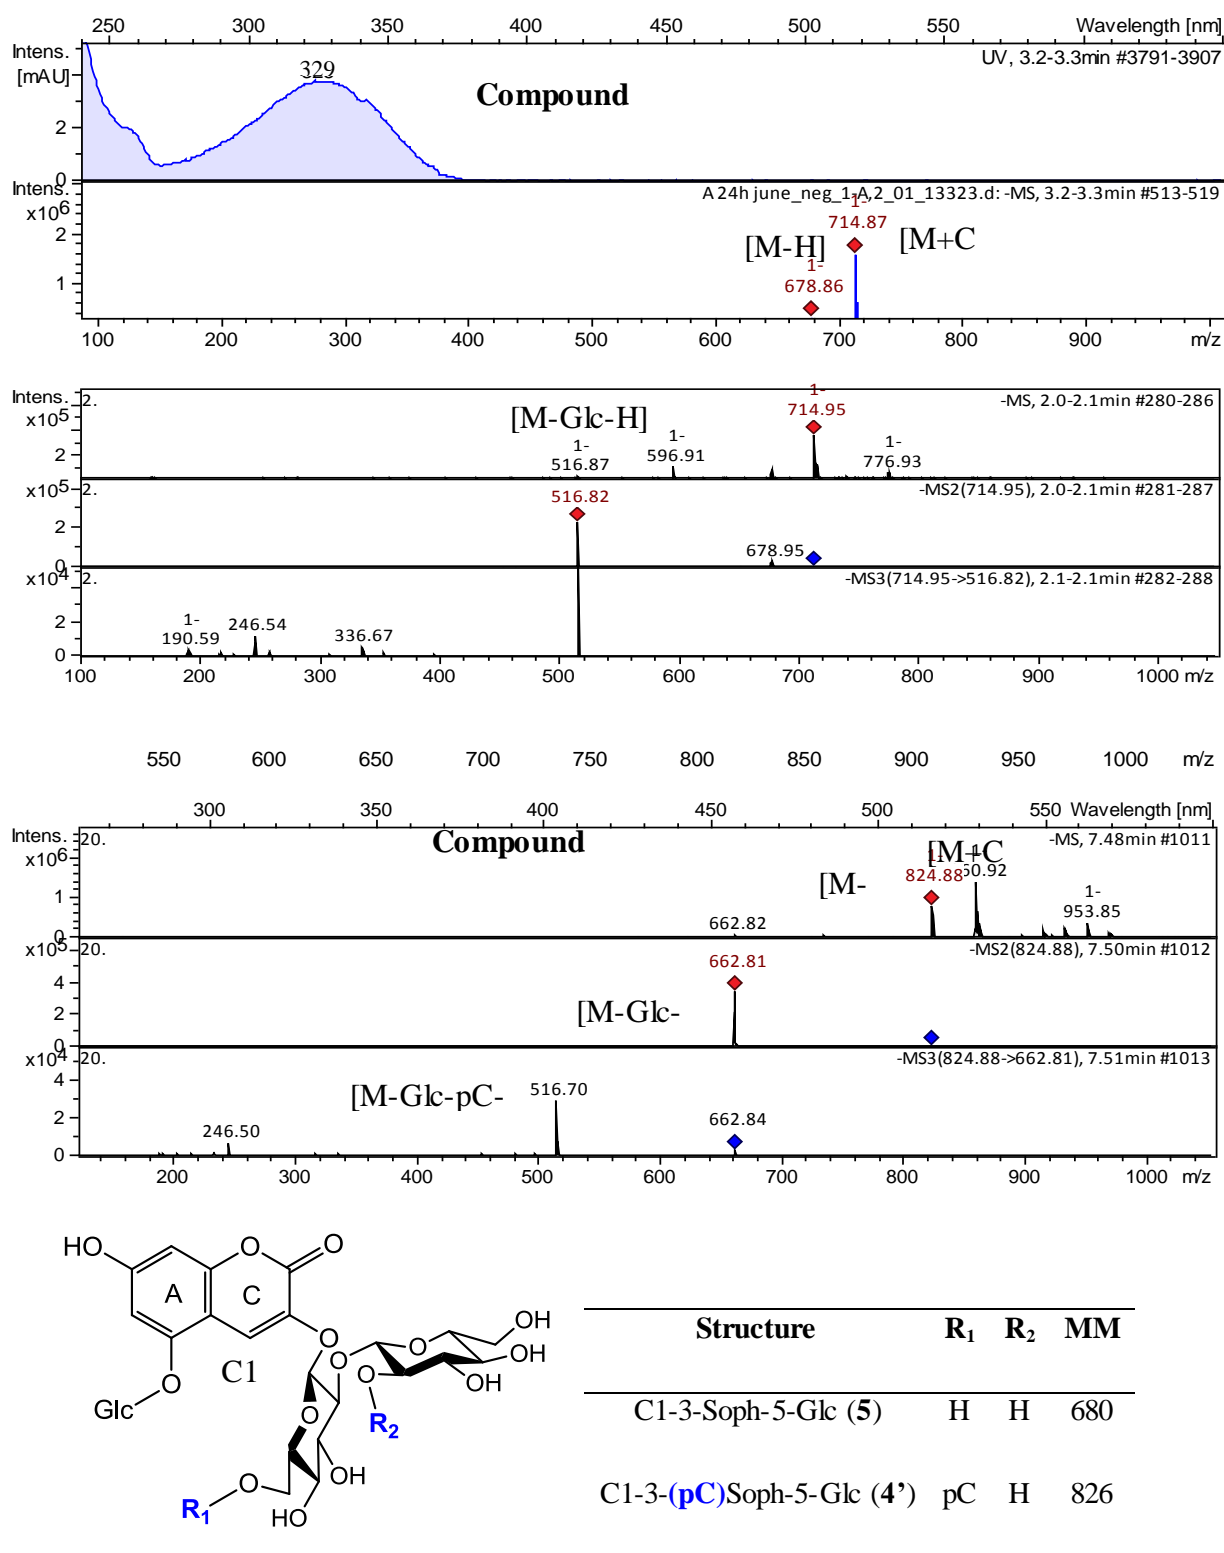 250 300 350 400 450 500 550 Wavelength [nm]
Intens. [mAU]
UV, 3.2-3.3min #3791-3907
329
Compound
2
0
Intens. x10^6
A 24h june_neg_1-A,2_01_13323.d: -MS, 3.2-3.3min #513-519
1-
714.87
[M-H]
[M+C
1-
678.86
2
1
100 200 300 400 500 600 700 800 900 m/z
Intens. x10^5
2.
-MS, 2.0-2.1min #280-286
[M-Glc-H]
1-
714.95
1-
516.87
1-
596.91
1-
776.93
2
x10^5
2.
-MS2(714.95), 2.0-2.1min #281-287
516.82
678.95
2
0
x10^4
2.
-MS3(714.95->516.82), 2.1-2.1min #282-288
1-
190.59
246.54
336.67
2
0
100 200 300 400 500 600 700 800 900 1000 m/z
550 600 650 700 750 800 850 900 950 1000 m/z
300 350 400 450 500 550 Wavelength [nm]
Intens. x10^6
20.
Compound
-MS, 7.48min #1011
[M-
1-
824.88
[M+C
953.85
1-
662.82
1
0
x10^5
20.
-MS2(824.88), 7.50min #1012
662.81
[M-Glc-
4
2
0
x10^4
20.
-MS3(824.88->662.81), 7.51min #1013
[M-Glc-pC-
516.70
246.50
662.84
4
2
0
200 300 400 500 600 700 800 900 1000 m/z
HO O O
A C
O OH
C1 O O OH
O O OH
Glc
O R2
O OH
R1 HO
Structure R1 R2 MM
C1-3-Soph-5-Glc (5) H H 680
C1-3-(pC)Soph-5-Glc (4') pC H 826